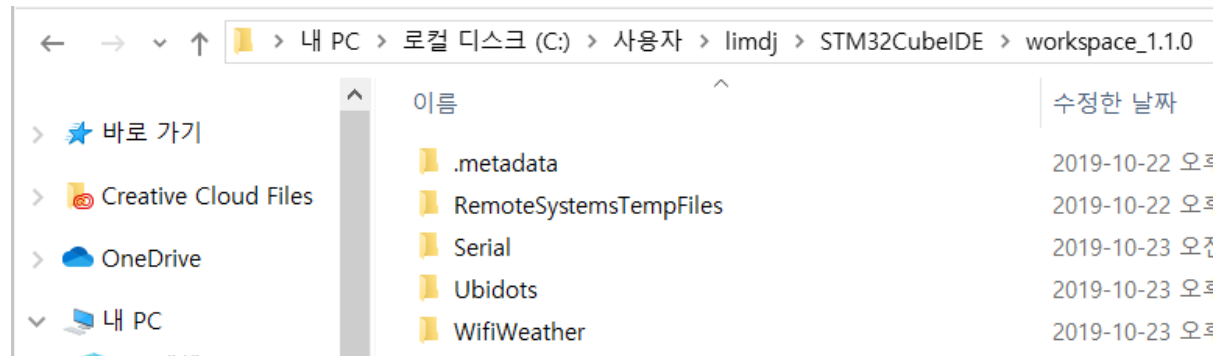 내 PC > 로컬 디스크 (C:) > 사용자 > limdj > STM32CubeIDE > workspace_1.1.0
이름 수정한 날짜
바로 가기
Creative Cloud Files
OneDrive
내 PC
.metadata 2019-10-22
RemoteSystemsTempFiles 2019-10-22
Serial 2019-10-23
Ubidots 2019-10-23
WifiWeather 2019-10-23